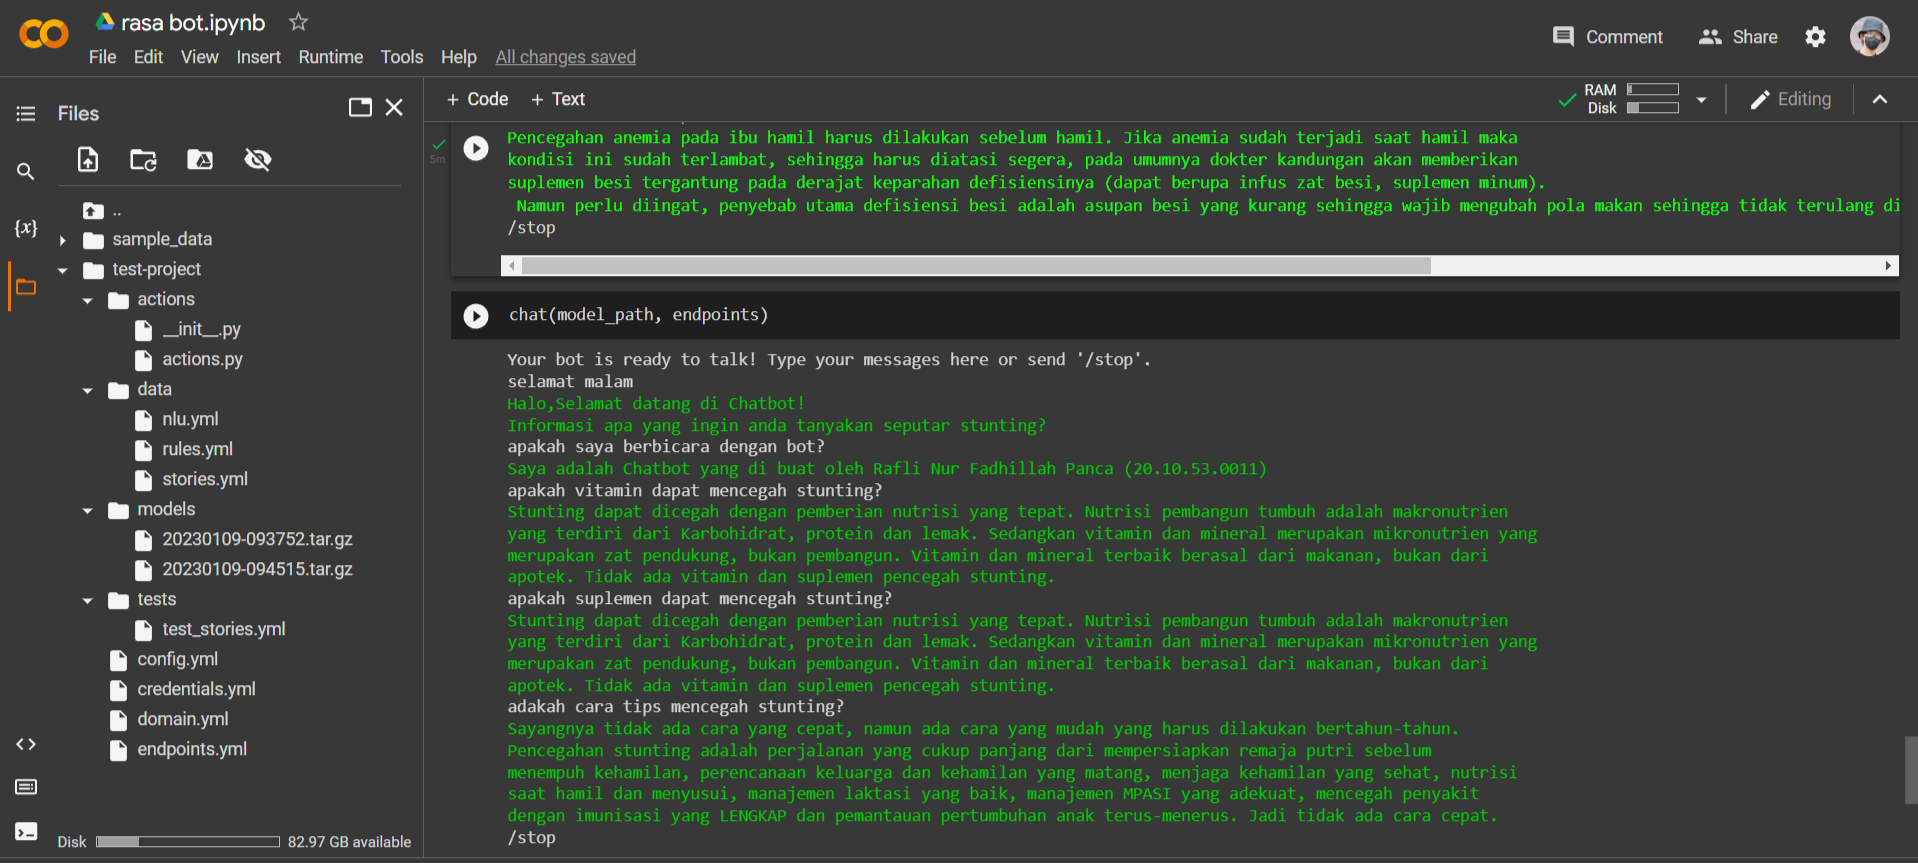 rasa bot.ipynb
File Edit View Insert Runtime Tools Help All changes saved
Comment Share
Files
+ Code + Text
RAM
Disk
Editing
{x}
..
sample_data
test-project
actions
__init__.py
actions.py
data
nlu.yml
rules.yml
stories.yml
models
20230109-093752.tar.gz
20230109-094515.tar.gz
tests
test_stories.yml
config.yml
credentials.yml
domain.yml
endpoints.yml
Disk 82.97 GB available
5m
Pencegahan anemia pada ibu hamil harus dilakukan sebelum hamil. Jika anemia sudah terjadi saat hamil maka
kondisi ini sudah terlambat, sehingga harus diatasi segera, pada umumnya dokter kandungan akan memberikan
suplemen besi tergantung pada derajat keparahan defisiensinya (dapat berupa infus zat besi, suplemen minum).
Namun perlu diingat, penyebab utama defisiensi besi adalah asupan besi yang kurang sehingga wajib mengubah pola makan sehingga tidak terulang di
/stop
chat(model_path, endpoints)
Your bot is ready to talk! Type your messages here or send '/stop'.
selamat malam
Halo,Selamat datang di Chatbot!
Informasi apa yang ingin anda tanyakan seputar stunting?
apakah saya berbicara dengan bot?
Saya adalah Chatbot yang di buat oleh Rafli Nur Fadhillah Panca (20.10.53.0011)
apakah vitamin dapat mencegah stunting?
Stunting dapat dicegah dengan pemberian nutrisi yang tepat. Nutrisi pembangun tumbuh adalah makronutrien
yang terdiri dari Karbohidrat, protein dan lemak. Sedangkan vitamin dan mineral merupakan mikronutrien yang
merupakan zat pendukung, bukan pembangun. Vitamin dan mineral terbaik berasal dari makanan, bukan dari
apotek. Tidak ada vitamin dan suplemen pencegah stunting.
apakah suplemen dapat mencegah stunting?
Stunting dapat dicegah dengan pemberian nutrisi yang tepat. Nutrisi pembangun tumbuh adalah makronutrien
yang terdiri dari Karbohidrat, protein dan lemak. Sedangkan vitamin dan mineral merupakan mikronutrien yang
merupakan zat pendukung, bukan pembangun. Vitamin dan mineral terbaik berasal dari makanan, bukan dari
apotek. Tidak ada vitamin dan suplemen pencegah stunting.
adakah cara tips mencegah stunting?
Sayangnya tidak ada cara yang cepat, namun ada cara yang mudah yang harus dilakukan bertahun-tahun.
Pencegahan stunting adalah perjalanan yang cukup panjang dari mempersiapkan remaja putri sebelum
menempuh kehamilan, perencanaan keluarga dan kehamilan yang matang, menjaga kehamilan yang sehat, nutrisi
saat hamil dan menyusui, manajemen laktasi yang baik, manajemen MPASI yang adekuat, mencegah penyakit
dengan imunisasi yang LENGKAP dan pemantauan pertumbuhan anak terus-menerus. Jadi tidak ada cara cepat.
/stop